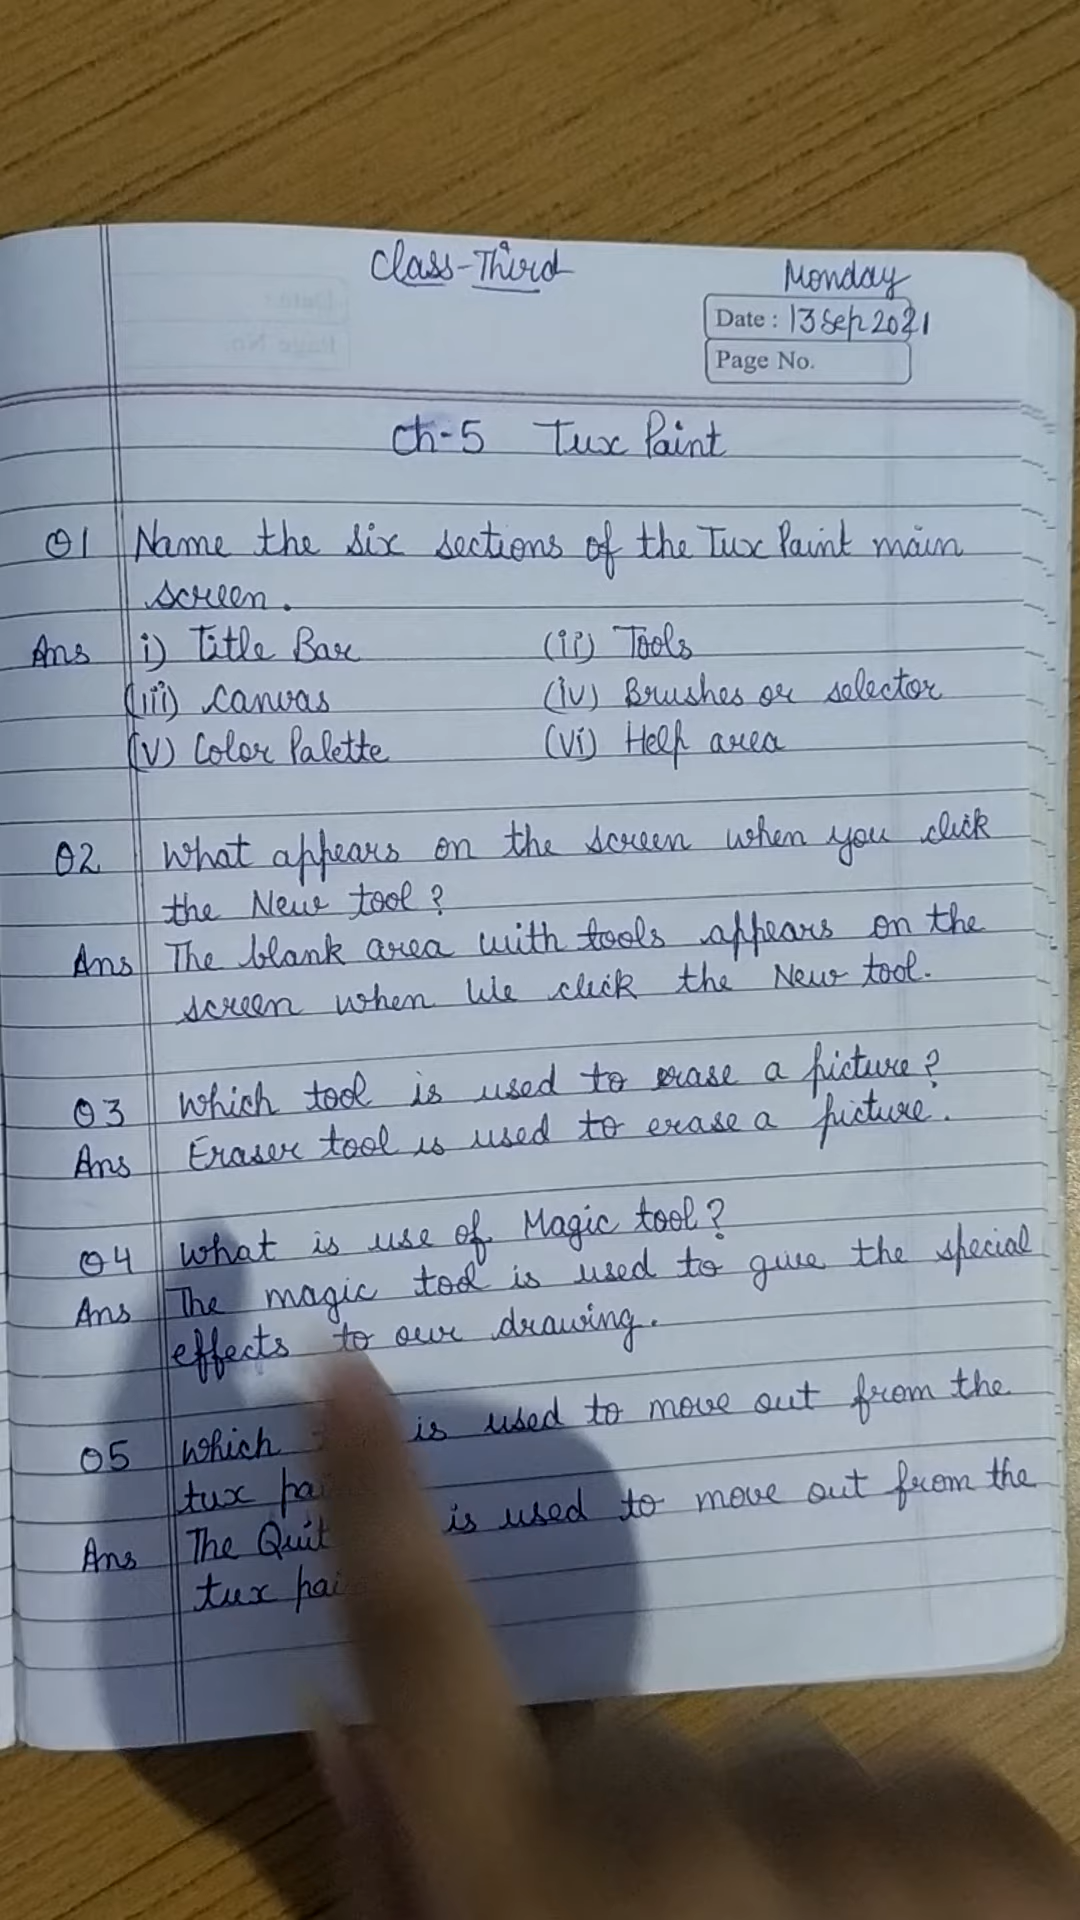 Class-Third
Monday
Date : 13 Sep 2021
Page No.
Ch-5 Tux Paint
Q1 Name the six sections of the Tux Paint main
screen.
Ans i) Title Bar (ii) Tools
(iii) Canvas (iv) Brushes or selector
(v) Color Palette (vi) Help area
Q2 What appears on the screen when you click
the New tool?
Ans The blank area with tools appears on the
screen when we click the New tool.
Q3 Which tool is used to erase a picture?
Ans Eraser tool is used to erase a picture.
Q4 What is use of Magic tool?
Ans The magic tool is used to give the special
effects to our drawing.
Q5 Which is used to move out from the
tux
Ans The Quit is used to move out from the
tux